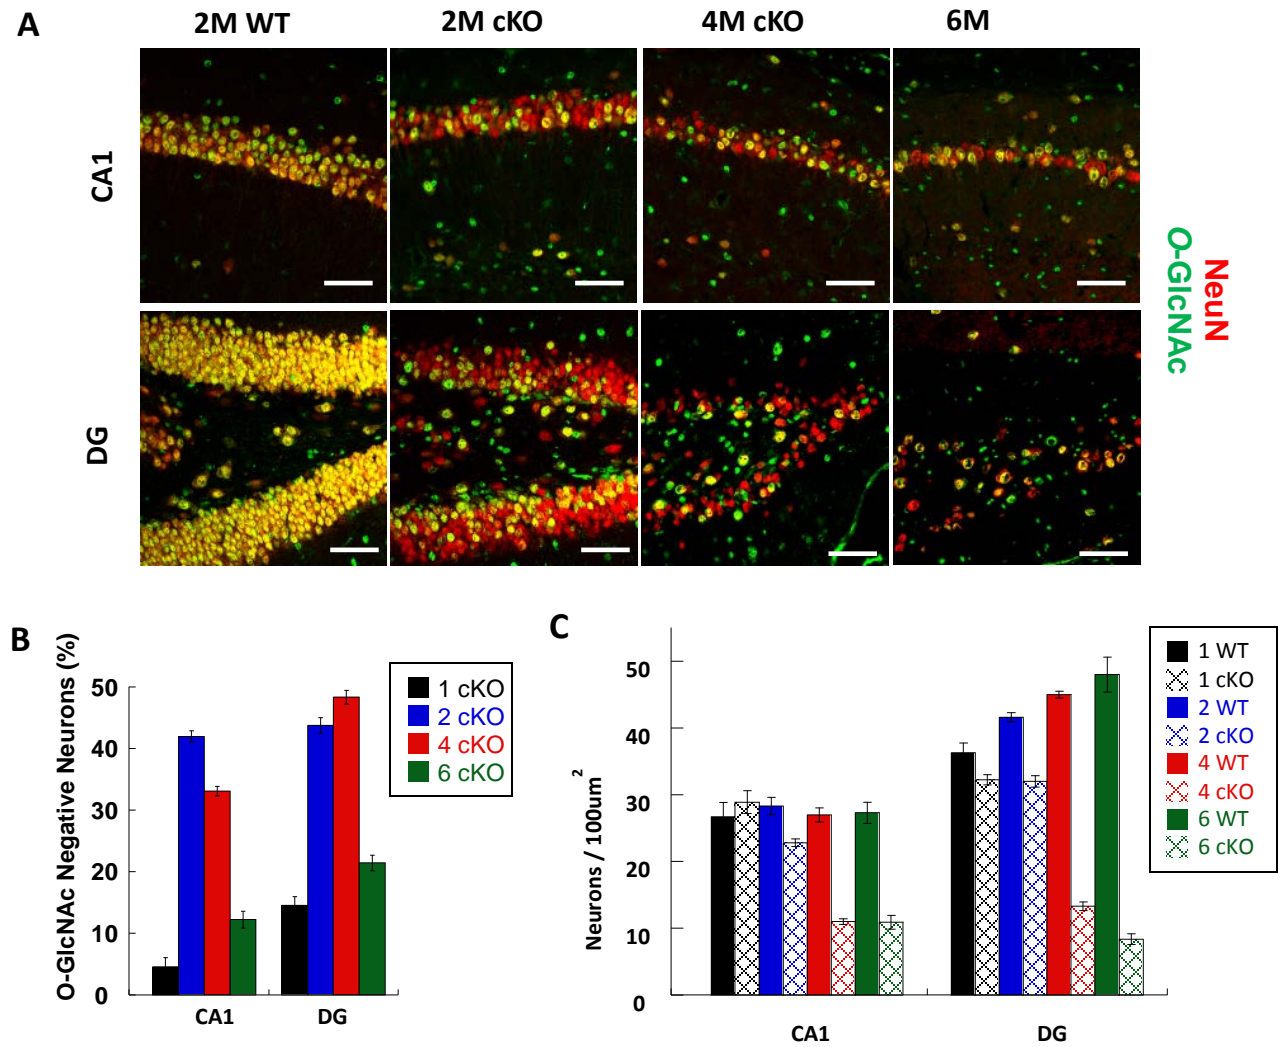 A
2M WT
2M cKO
4M cKO
6M
CA1
DG
NeuN
O-GlcNAc
B
O-GlcNAc Negative Neurons (%)
50
40
30
20
10
0
CA1
DG
1 cKO
2 cKO
4 cKO
6 cKO
C
Neurons / 100um²
50
40
30
20
10
0
CA1
DG
1 WT
1 cKO
2 WT
2 cKO
4 WT
4 cKO
6 WT
6 cKO